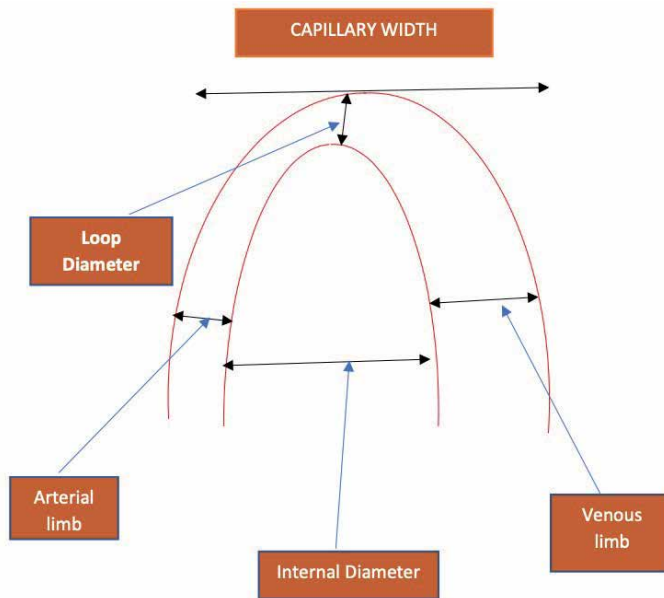 CAPILLARY WIDTH
Loop
Diameter
Arterial
limb
Internal Diameter
Venous
limb